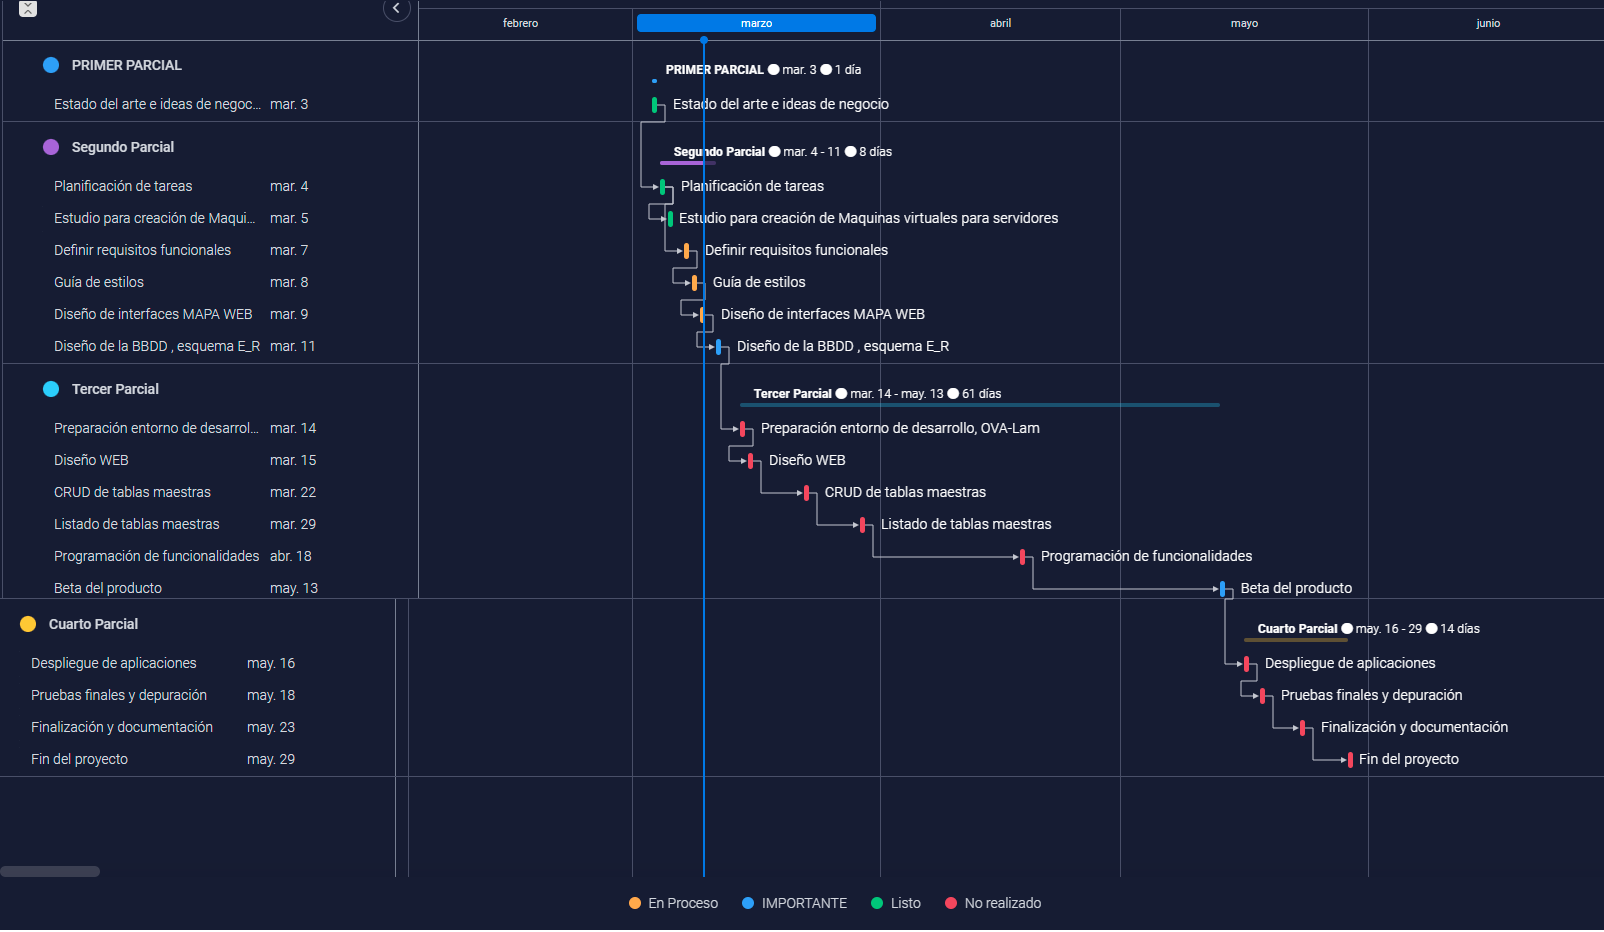 febrero marzo abril mayo junio
PRIMER PARCIAL
PRIMER PARCIAL ● mar. 3 ● 1 día
Estado del arte e ideas de negoc... mar. 3
Estado del arte e ideas de negocio
Segundo Parcial
Segundo Parcial ● mar. 4 - 11 ● 8 días
Planificación de tareas mar. 4
Planificación de tareas
Estudio para creación de Maqui... mar. 5
Estudio para creación de Maquinas virtuales para servidores
Definir requisitos funcionales mar. 7
Definir requisitos funcionales
Guía de estilos mar. 8
Guía de estilos
Diseño de interfaces MAPA WEB mar. 9
Diseño de interfaces MAPA WEB
Diseño de la BBDD , esquema E_R mar. 11
Diseño de la BBDD , esquema E_R
Tercer Parcial
Tercer Parcial ● mar. 14 - may. 13 ● 61 días
Preparación entorno de desarrol... mar. 14
Preparación entorno de desarrollo, OVA-Lam
Diseño WEB mar. 15
Diseño WEB
CRUD de tablas maestras mar. 22
CRUD de tablas maestras
Listado de tablas maestras mar. 29
Listado de tablas maestras
Programación de funcionalidades abr. 18
Programación de funcionalidades
Beta del producto may. 13
Beta del producto
Cuarto Parcial
Cuarto Parcial ● may. 16 - 29 ● 14 días
Despliegue de aplicaciones may. 16
Despliegue de aplicaciones
Pruebas finales y depuración may. 18
Pruebas finales y depuración
Finalización y documentación may. 23
Finalización y documentación
Fin del proyecto may. 29
Fin del proyecto
En Proceso IMPORTANTE Listo No realizado